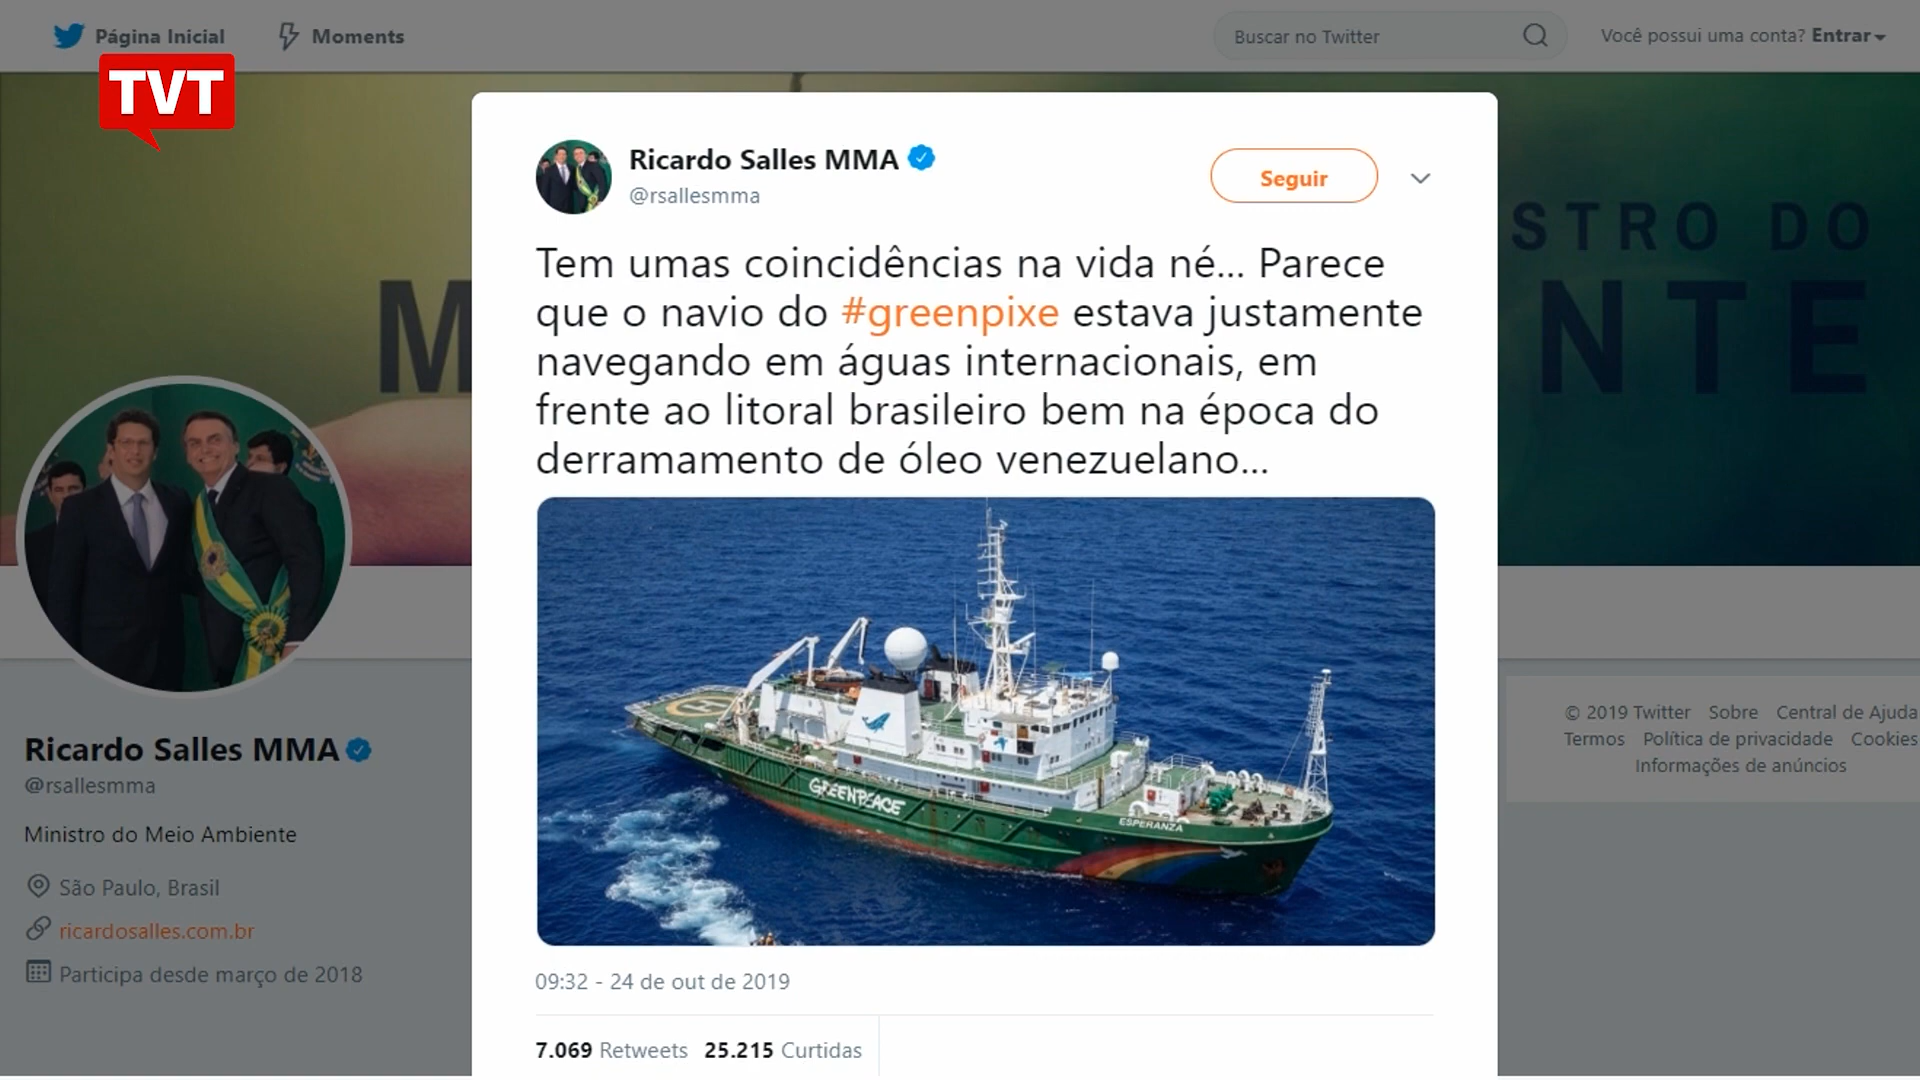 Página Inicial
Moments
Buscar no Twitter
Você possui uma conta? Entrar
TVT
M
STRO DO
NTE
Ricardo Salles MMA
@rsallesmma
Seguir
Tem umas coincidências na vida né... Parece
que o navio do #greenpixe estava justamente
navegando em águas internacionais, em
frente ao litoral brasileiro bem na época do
derramamento de óleo venezuelano...
GREENPEACE
ESPERANZA
H
09:32 - 24 de out de 2019
7.069 Retweets 25.215 Curtidas
Ricardo Salles MMA
@rsallesmma
Ministro do Meio Ambiente
São Paulo, Brasil
ricardosalles.com.br
Participa desde março de 2018
© 2019 Twitter Sobre Central de Ajuda
Termos Política de privacidade Cookies
Informações de anúncios